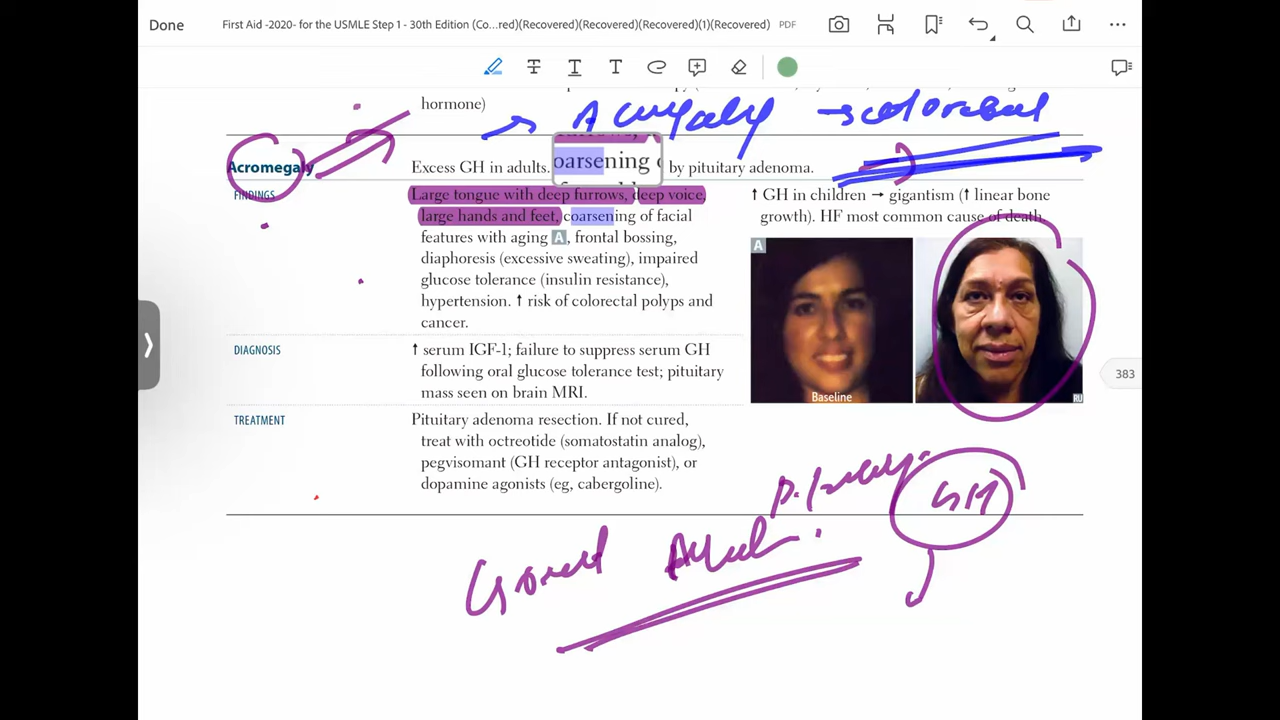 Done
First Aid -2020- for the USMLE Step 1 - 30th Edition (Co...red)(Recovered)(Recovered)(Recovered)(1)(Recovered) PDF
hormone)
Acromegaly → colorectal
Acromegaly
Excess GH in adults.
oarsening
by pituitary adenoma.
FINDINGS
Large tongue with deep furrows, deep voice,
large hands and feet, coarsening of facial
features with aging A, frontal bossing,
diaphoresis (excessive sweating), impaired
glucose tolerance (insulin resistance),
hypertension. ↑ risk of colorectal polyps and
cancer.
↑ GH in children → gigantism (↑ linear bone
growth). HF most common cause of death.
A
Baseline
RU
383
DIAGNOSIS
↑ serum IGF-1; failure to suppress serum GH
following oral glucose tolerance test; pituitary
mass seen on brain MRI.
TREATMENT
Pituitary adenoma resection. If not cured,
treat with octreotide (somatostatin analog),
pegvisomant (GH receptor antagonist), or
dopamine agonists (eg, cabergoline).
GH